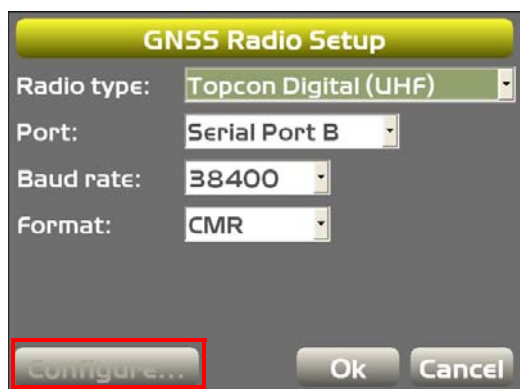 GNSS Radio Setup
Radio type: Topcon Digital (UHF)
Port: Serial Port B
Baud rate: 38400
Format: CMR
Configure... Ok Cancel